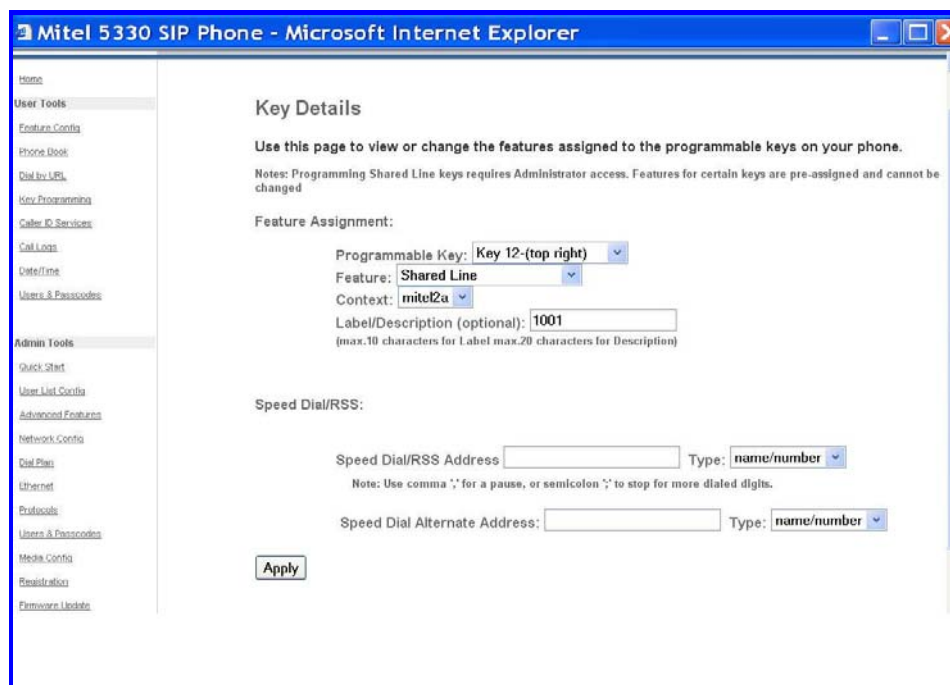 Mitel 5330 SIP Phone - Microsoft Internet Explorer
Home
User Tools
Feature Config
Phone Book
Dial by URL
Key Programming
Caller ID Services
Call Logs
Date/Time
Users & Passcodes
Admin Tools
Quick Start
User List Config
Advanced Features
Network Config
Dial Plan
Ethernet
Protocols
Users & Passcodes
Media Config
Registration
Firmware Update
Key Details
Use this page to view or change the features assigned to the programmable keys on your phone.
Notes: Programming Shared Line keys requires Administrator access. Features for certain keys are pre-assigned and cannot be
changed
Feature Assignment:
Programmable Key: Key 12-(top right)
Feature: Shared Line
Context: mitel2a
Label/Description (optional): 1001
(max.10 characters for Label max.20 characters for Description)
Speed Dial/RSS:
Speed Dial/RSS Address Type: name/number
Note: Use comma ',' for a pause, or semicolon ';' to stop for more dialed digits.
Speed Dial Alternate Address: Type: name/number
Apply